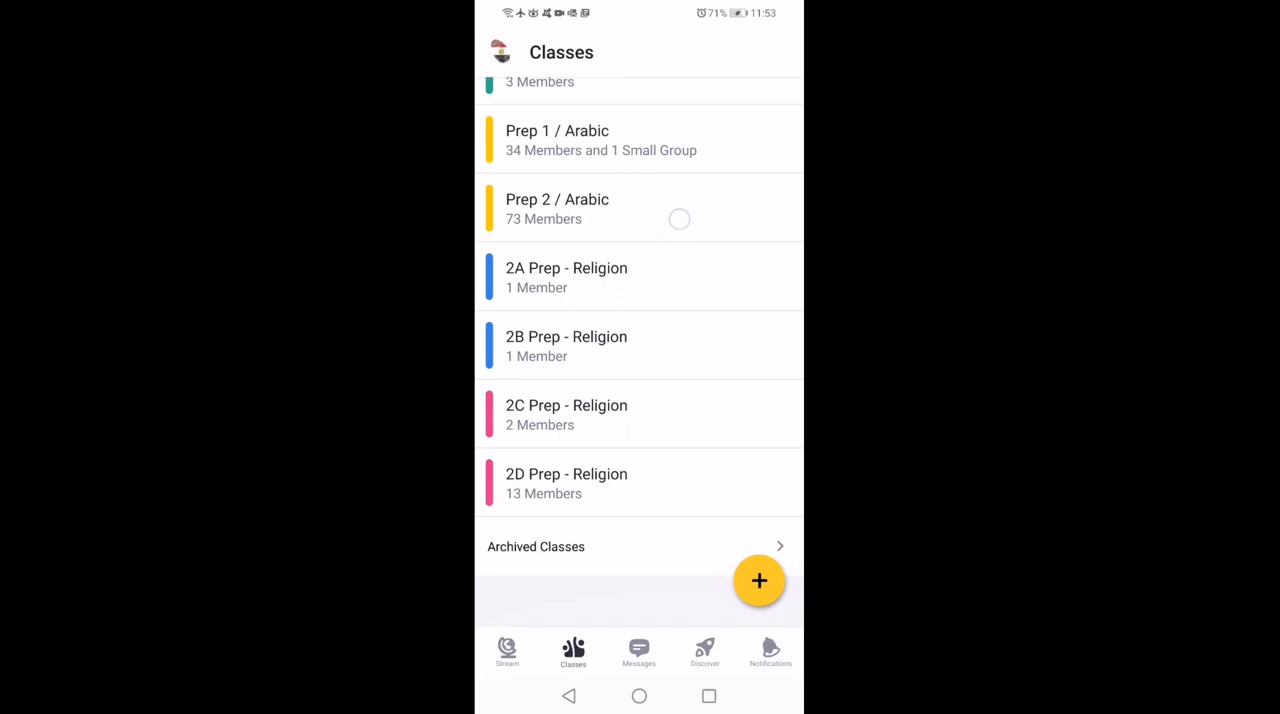 71% 11:53
Classes
3 Members
Prep 1 / Arabic
34 Members and 1 Small Group
Prep 2 / Arabic
73 Members
2A Prep - Religion
1 Member
2B Prep - Religion
1 Member
2C Prep - Religion
2 Members
2D Prep - Religion
13 Members
Archived Classes
Stream Classes Messages Discover Notifications